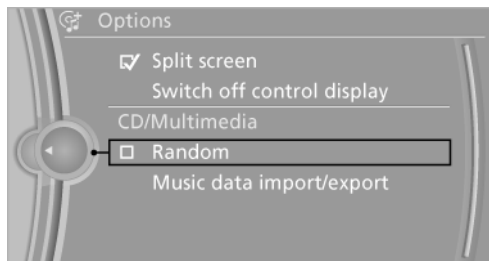 Options
Split screen
Switch off control display
CD/Multimedia
Random
Music data import/export